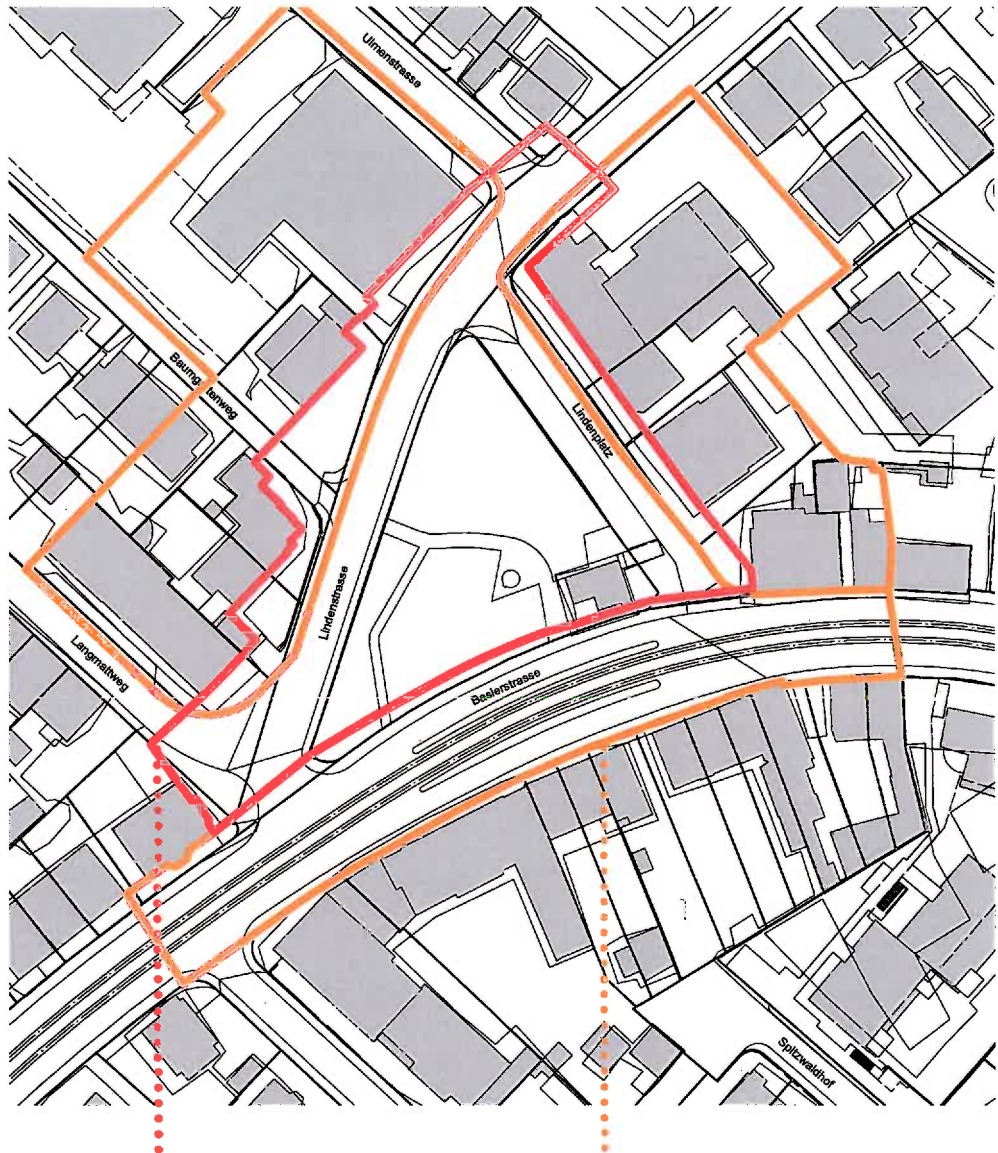 Ulmenstrasse
Baumgartenweg
Lindenplatz
Lindenstrasse
Langmattweg
Baslerstrasse
Spitzwaldhof